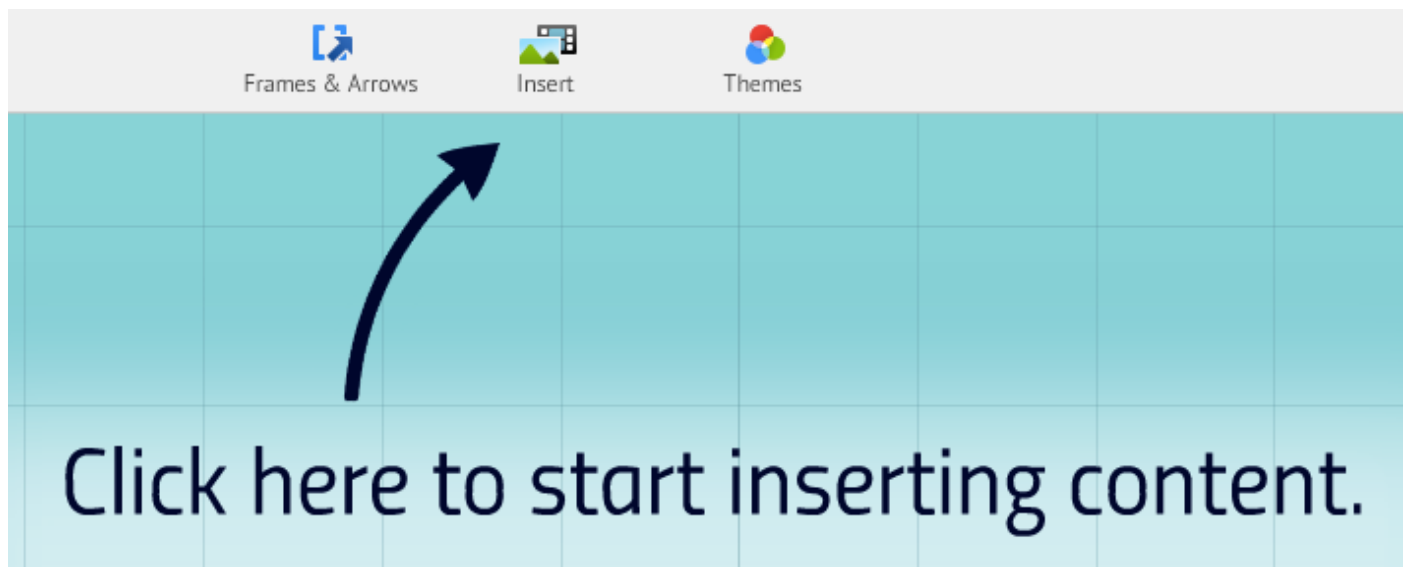 Frames & Arrows Insert Themes
Click here to start inserting content.